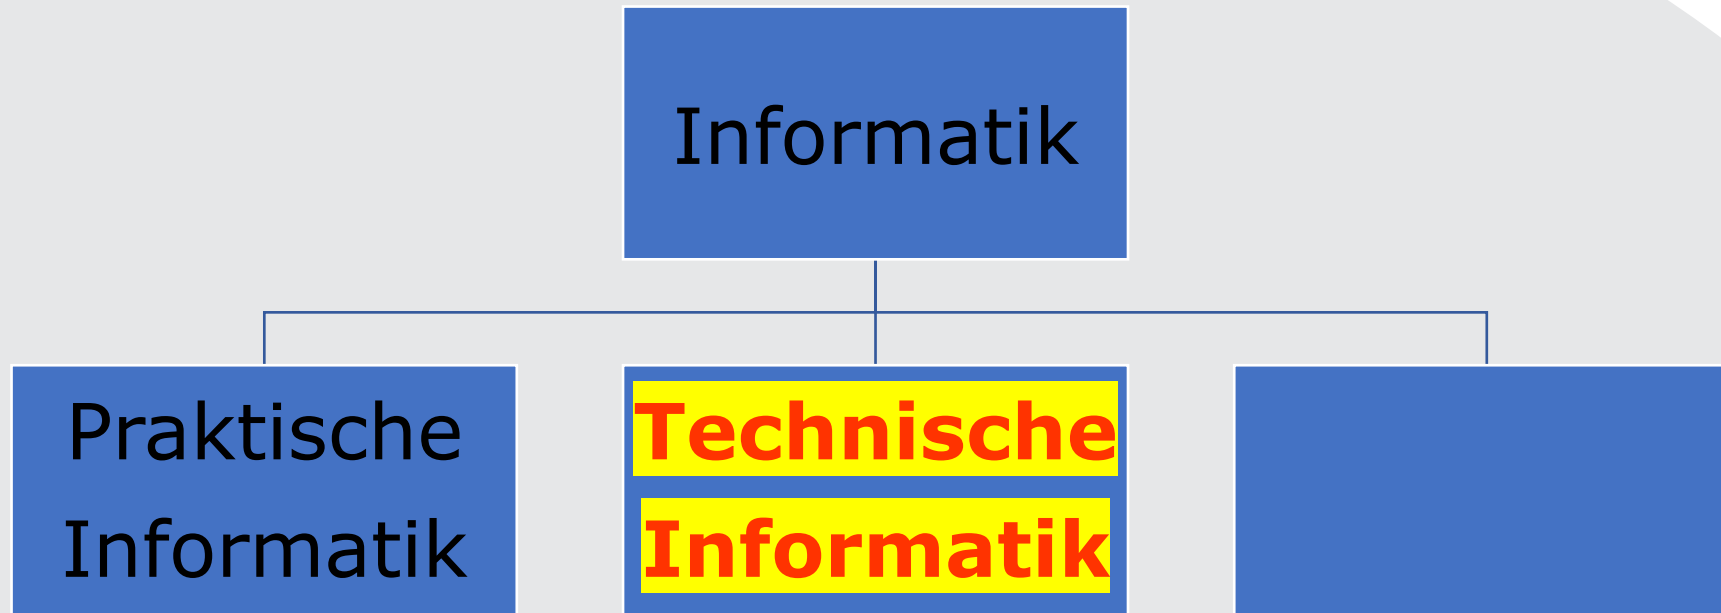 Informatik
Praktische
Informatik
Technische
Informatik